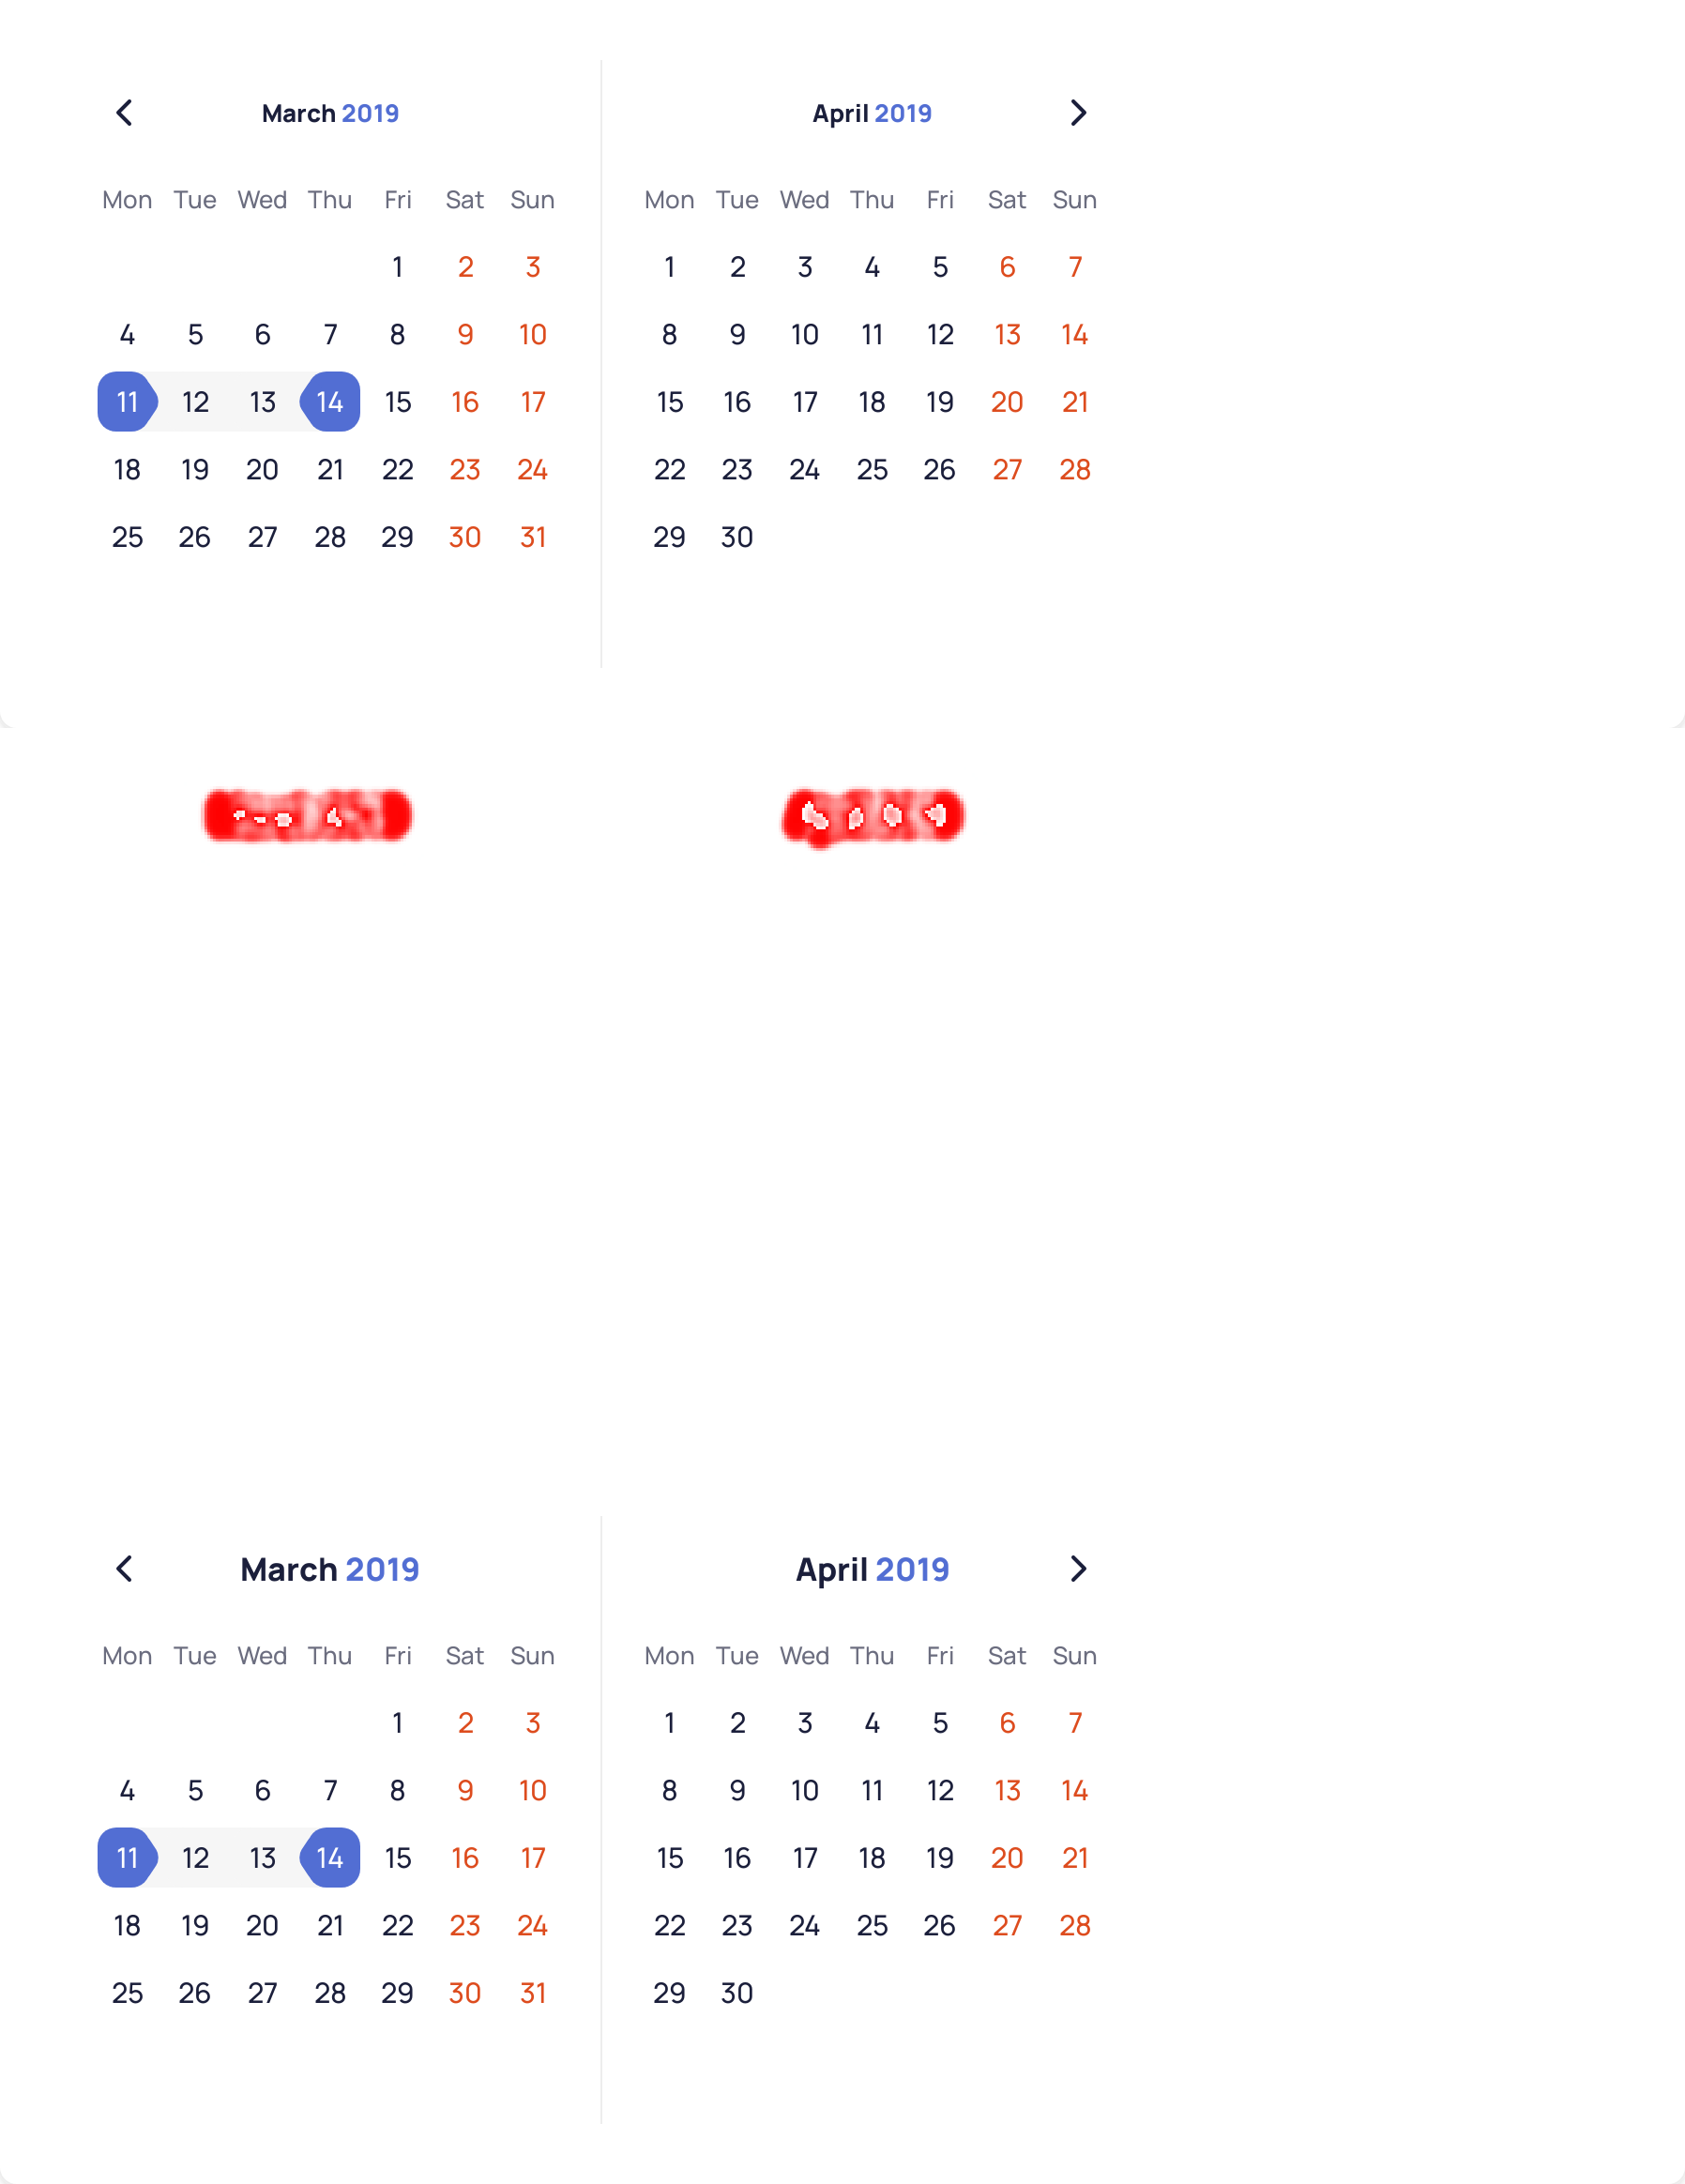 March 2019 April 2019
Mon Tue Wed Thu Fri Sat Sun Mon Tue Wed Thu Fri Sat Sun
1 2 3 1 2 3 4 5 6 7
4 5 6 7 8 9 10 8 9 10 11 12 13 14
11 12 13 14 15 16 17 15 16 17 18 19 20 21
18 19 20 21 22 23 24 22 23 24 25 26 27 28
25 26 27 28 29 30 31 29 30
March 2019 April 2019
Mon Tue Wed Thu Fri Sat Sun Mon Tue Wed Thu Fri Sat Sun
1 2 3 1 2 3 4 5 6 7
4 5 6 7 8 9 10 8 9 10 11 12 13 14
11 12 13 14 15 16 17 15 16 17 18 19 20 21
18 19 20 21 22 23 24 22 23 24 25 26 27 28
25 26 27 28 29 30 31 29 30